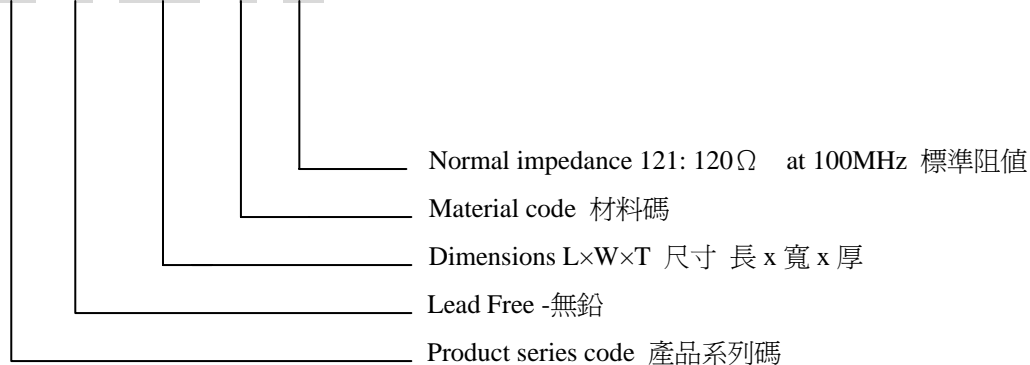 Normal impedance 121: 120Ω at 100MHz 標準阻值
Material code 材料碼
Dimensions L×W×T 尺寸 長 x 寬 x 厚
Lead Free -無鉛
Product series code 產品系列碼